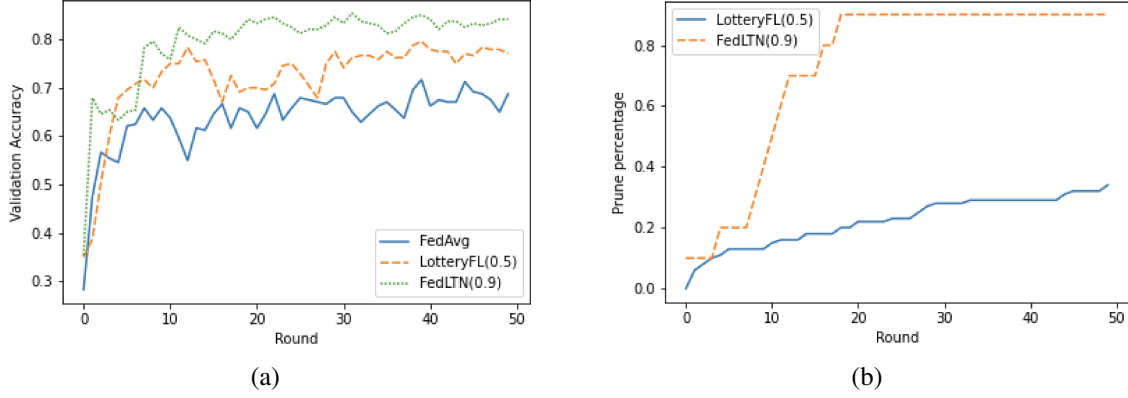 0.8
0.7
0.6
0.5
0.4
0.3
Validation Accuracy
0 10 20 30 40 50
Round
FedAvg
LotteryFL(0.5)
FedLTN(0.9)
(a)
LotteryFL(0.5)
FedLTN(0.9)
0.8
0.6
0.4
0.2
0.0
Prune percentage
0 10 20 30 40 50
Round
(b)